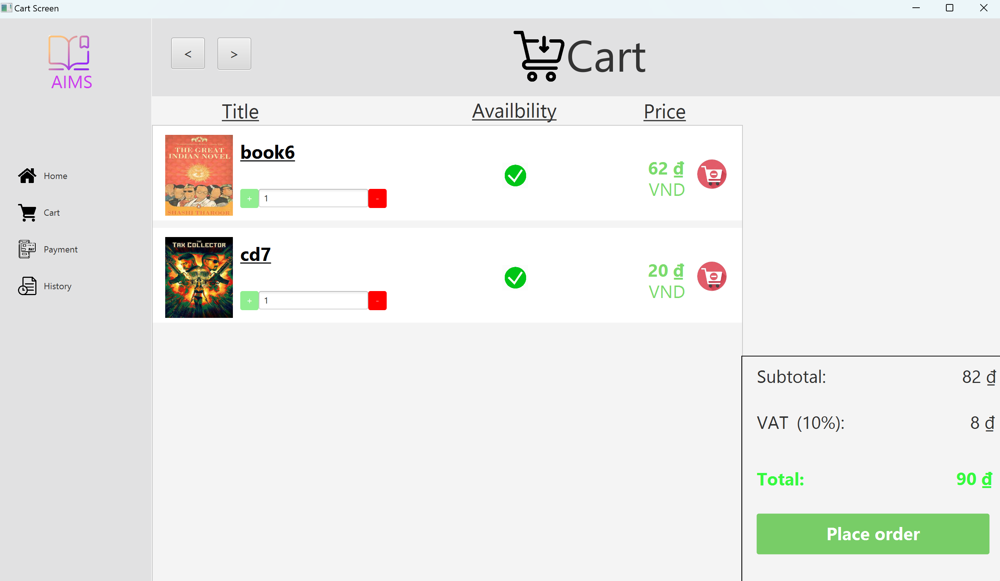 Cart Screen
AIMS
< >
Cart
Title Availbility Price
THE GREAT
INDIAN NOVEL
SHASHI THAROOR
book6
+ 1 -
62 ₫
VND
THE
TAX COLLECTOR
cd7
+ 1 -
20 ₫
VND
Home
Cart
PAY
Payment
History
Subtotal: 82 ₫
VAT (10%): 8 ₫
Total: 90 ₫
Place order